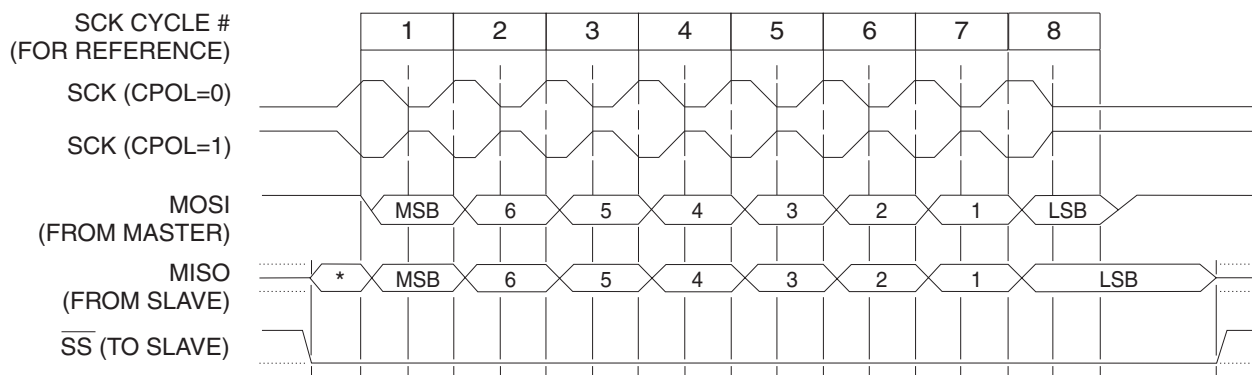 SCK CYCLE #
(FOR REFERENCE)
1 2 3 4 5 6 7 8
SCK (CPOL=0)
SCK (CPOL=1)
MOSI
(FROM MASTER)
MSB 6 5 4 3 2 1 LSB
MISO
(FROM SLAVE)
* MSB 6 5 4 3 2 1 LSB
SS (TO SLAVE)